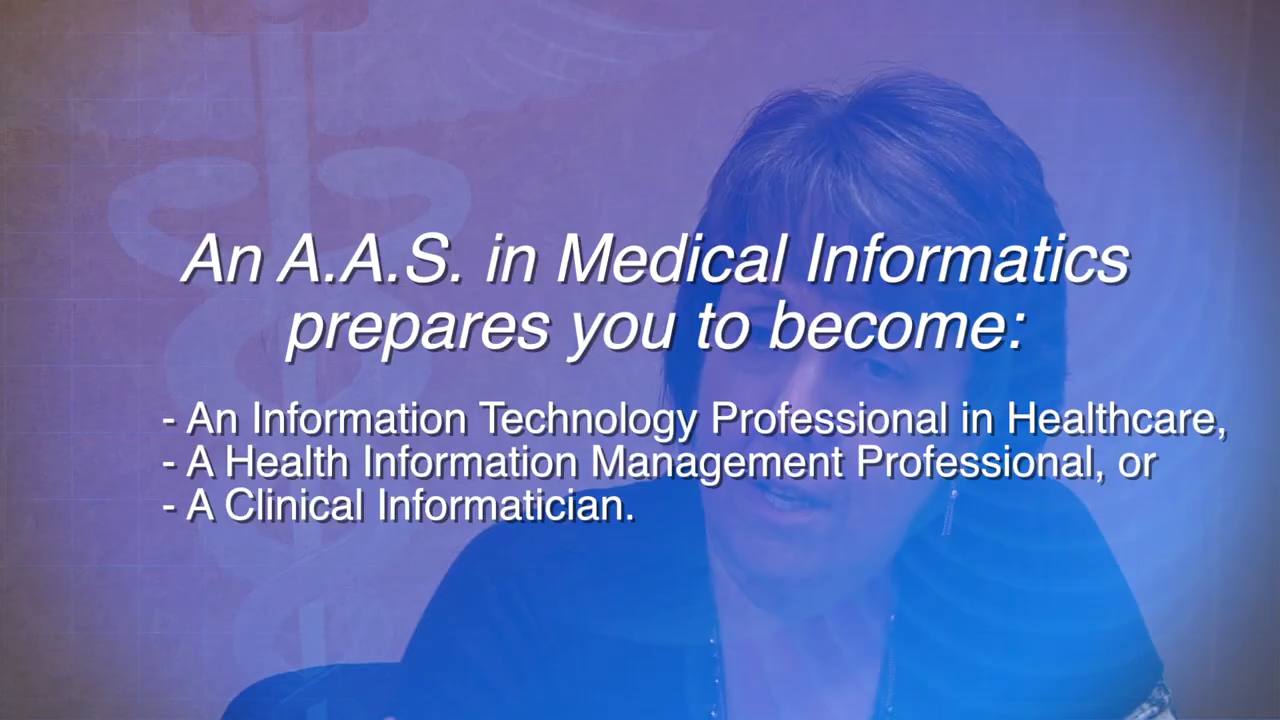 An A.A.S. in Medical Informatics
prepares you to become:
- An Information Technology Professional in Healthcare,
- A Health Information Management Professional, or
- A Clinical Informatician.